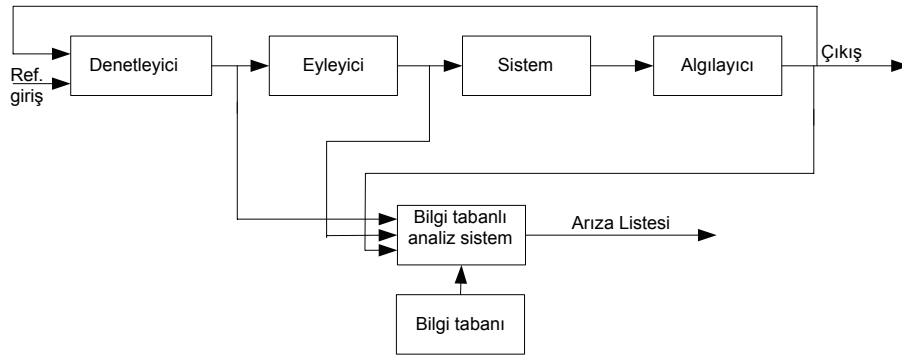 Denetleyici
Eyleyici
Sistem
Algılayıcı
Çıkış
Ref.
giriş
Bilgi tabanlı
analiz sistem
Arıza Listesi
Bilgi tabanı